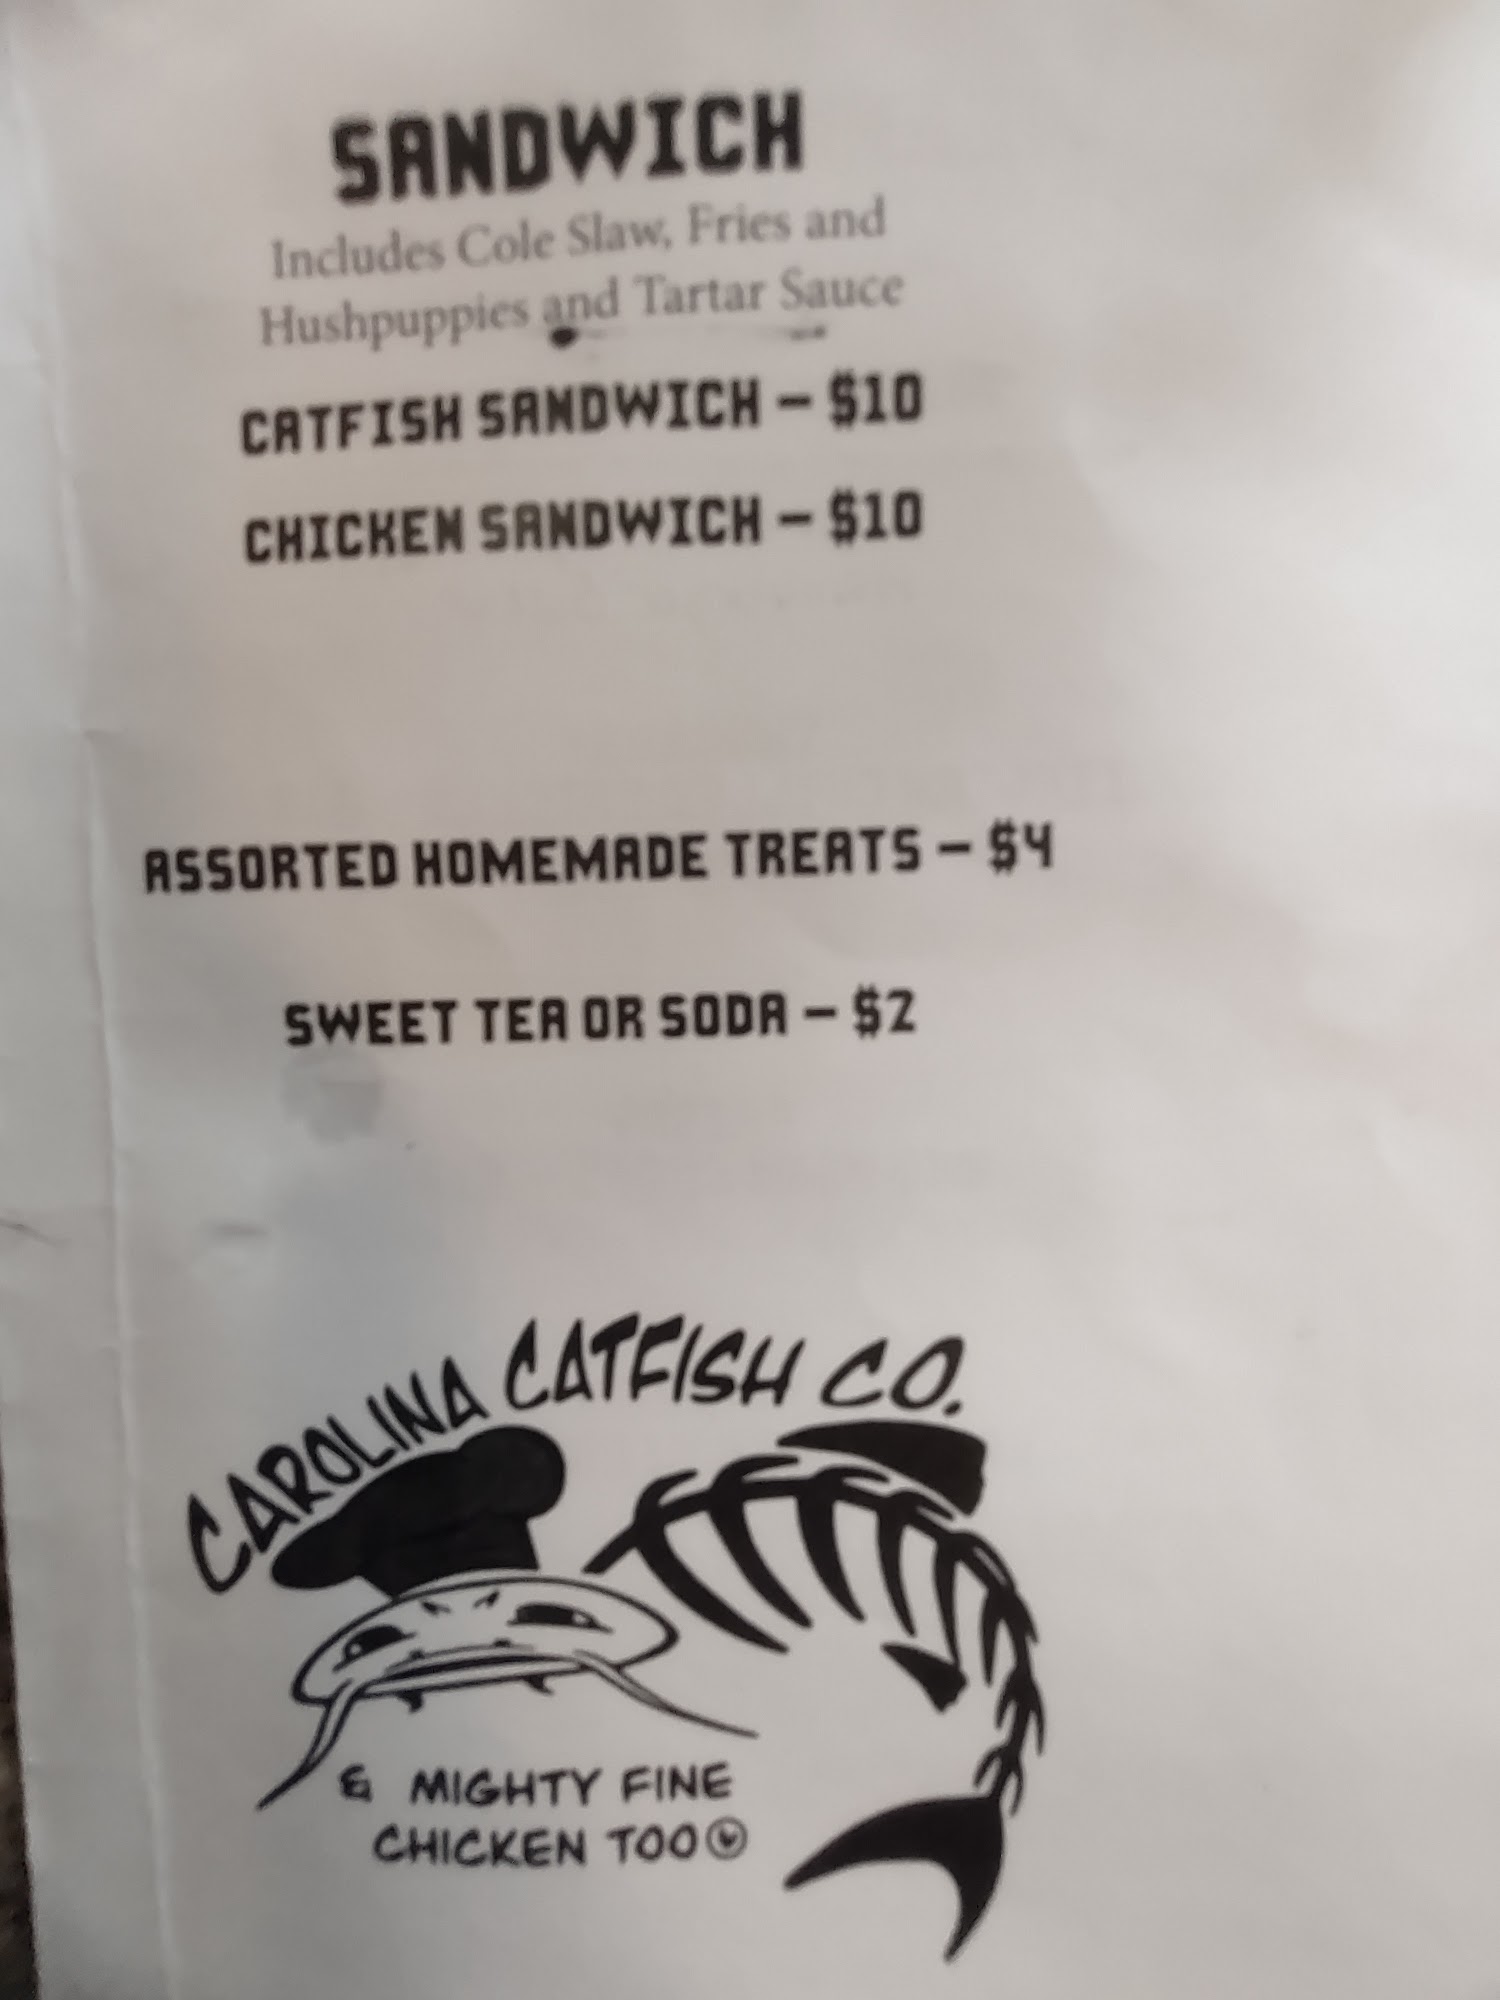 SANDWICH
Includes Cole Slaw, Fries and
Hushpuppies and Tartar Sauce
CATFISH SANDWICH – $10
CHICKEN SANDWICH – $10
ASSORTED HOMEMADE TREATS – $4
SWEET TEA OR SODA – $2
CAROLINA CATFISH CO.
& MIGHTY FINE
CHICKEN TOO